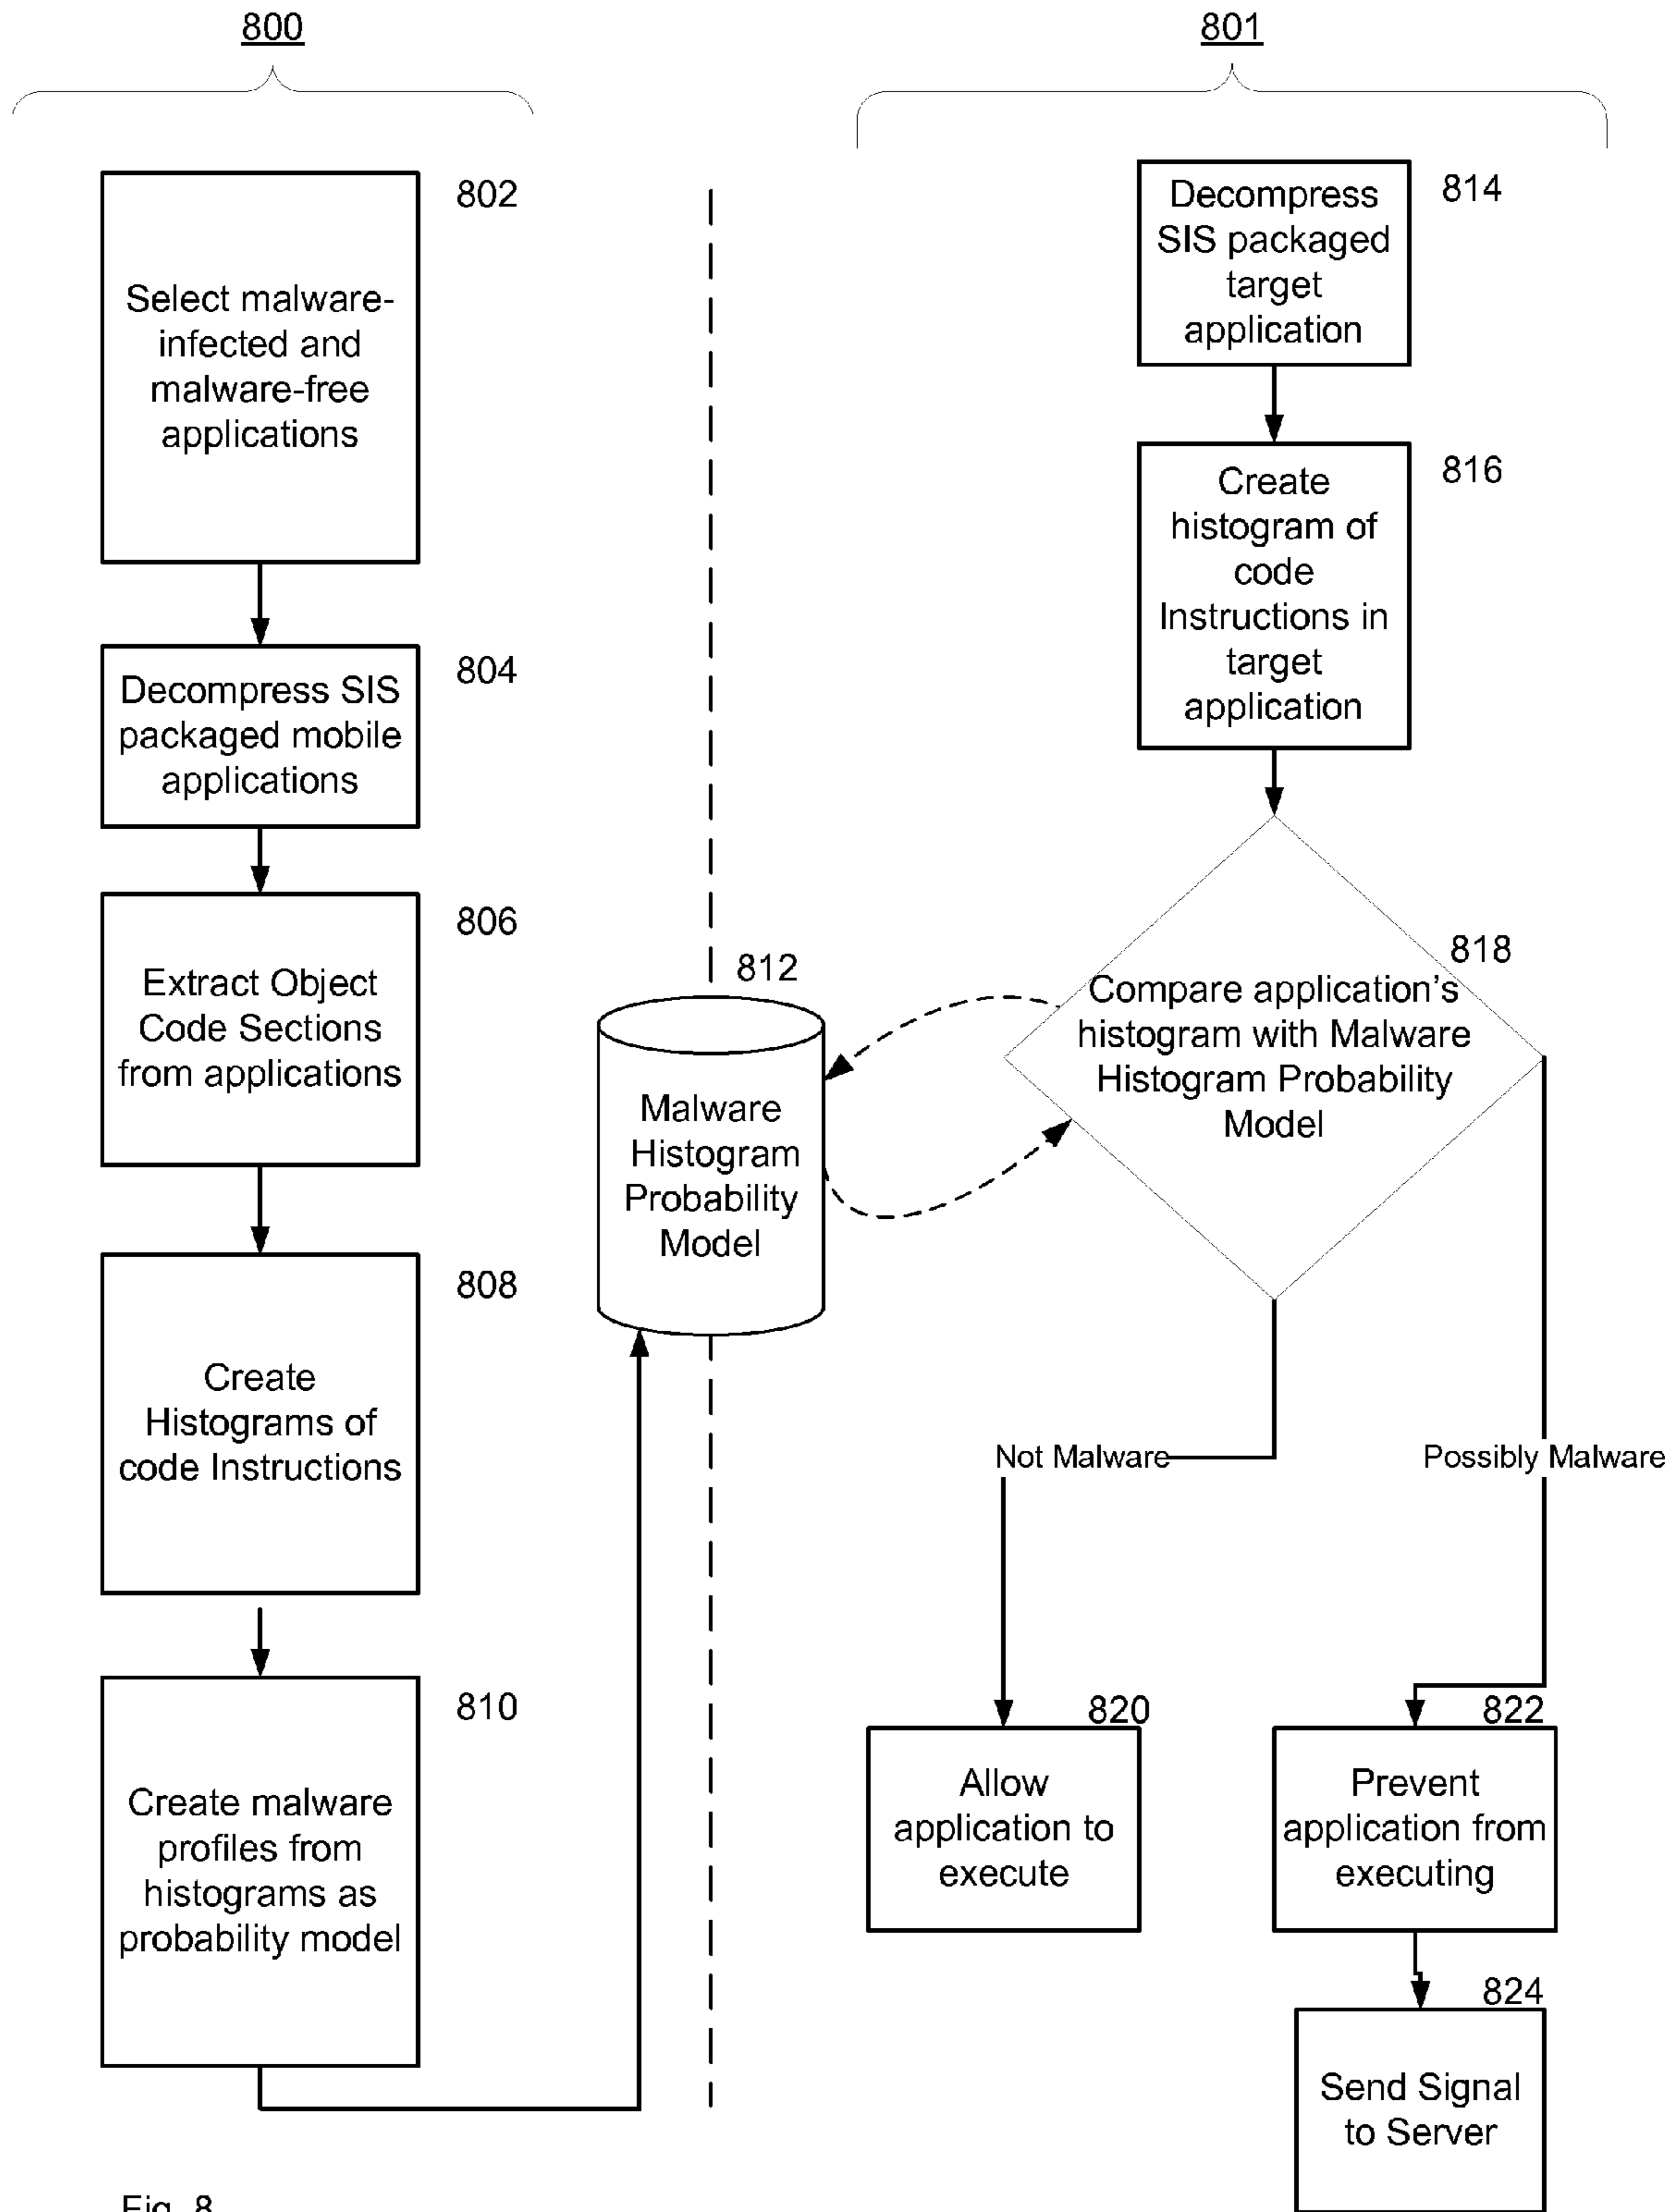 800
802
Select malware-
infected and
malware-free
applications
804
Decompress SIS
packaged mobile
applications
806
Extract Object
Code Sections
from applications
808
Create
Histograms of
code Instructions
810
Create malware
profiles from
histograms as
probability model
812
Malware
Histogram
Probability
Model
801
814
Decompress
SIS packaged
target
application
816
Create
histogram of
code
Instructions in
target
application
818
Compare application's
histogram with Malware
Histogram Probability
Model
Not Malware
Possibly Malware
820
Allow
application to
execute
822
Prevent
application from
executing
824
Send Signal
to Server
Fig. 8